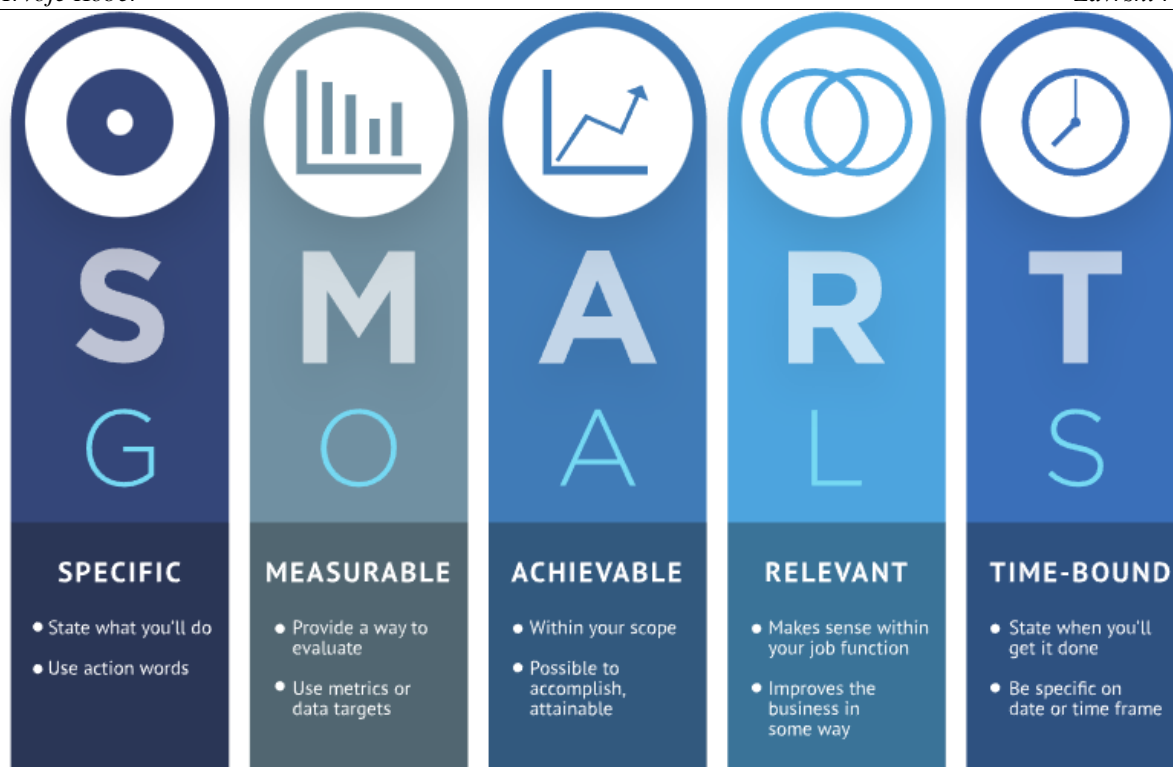 S
G
SPECIFIC
State what you'll do
Use action words
M
O
MEASURABLE
Provide a way to
evaluate
Use metrics or
data targets
A
A
ACHIEVABLE
Within your scope
Possible to
accomplish,
attainable
R
L
RELEVANT
Makes sense within
your job function
Improves the
business in
some way
T
S
TIME-BOUND
State when you'll
get it done
Be specific on
date or time frame